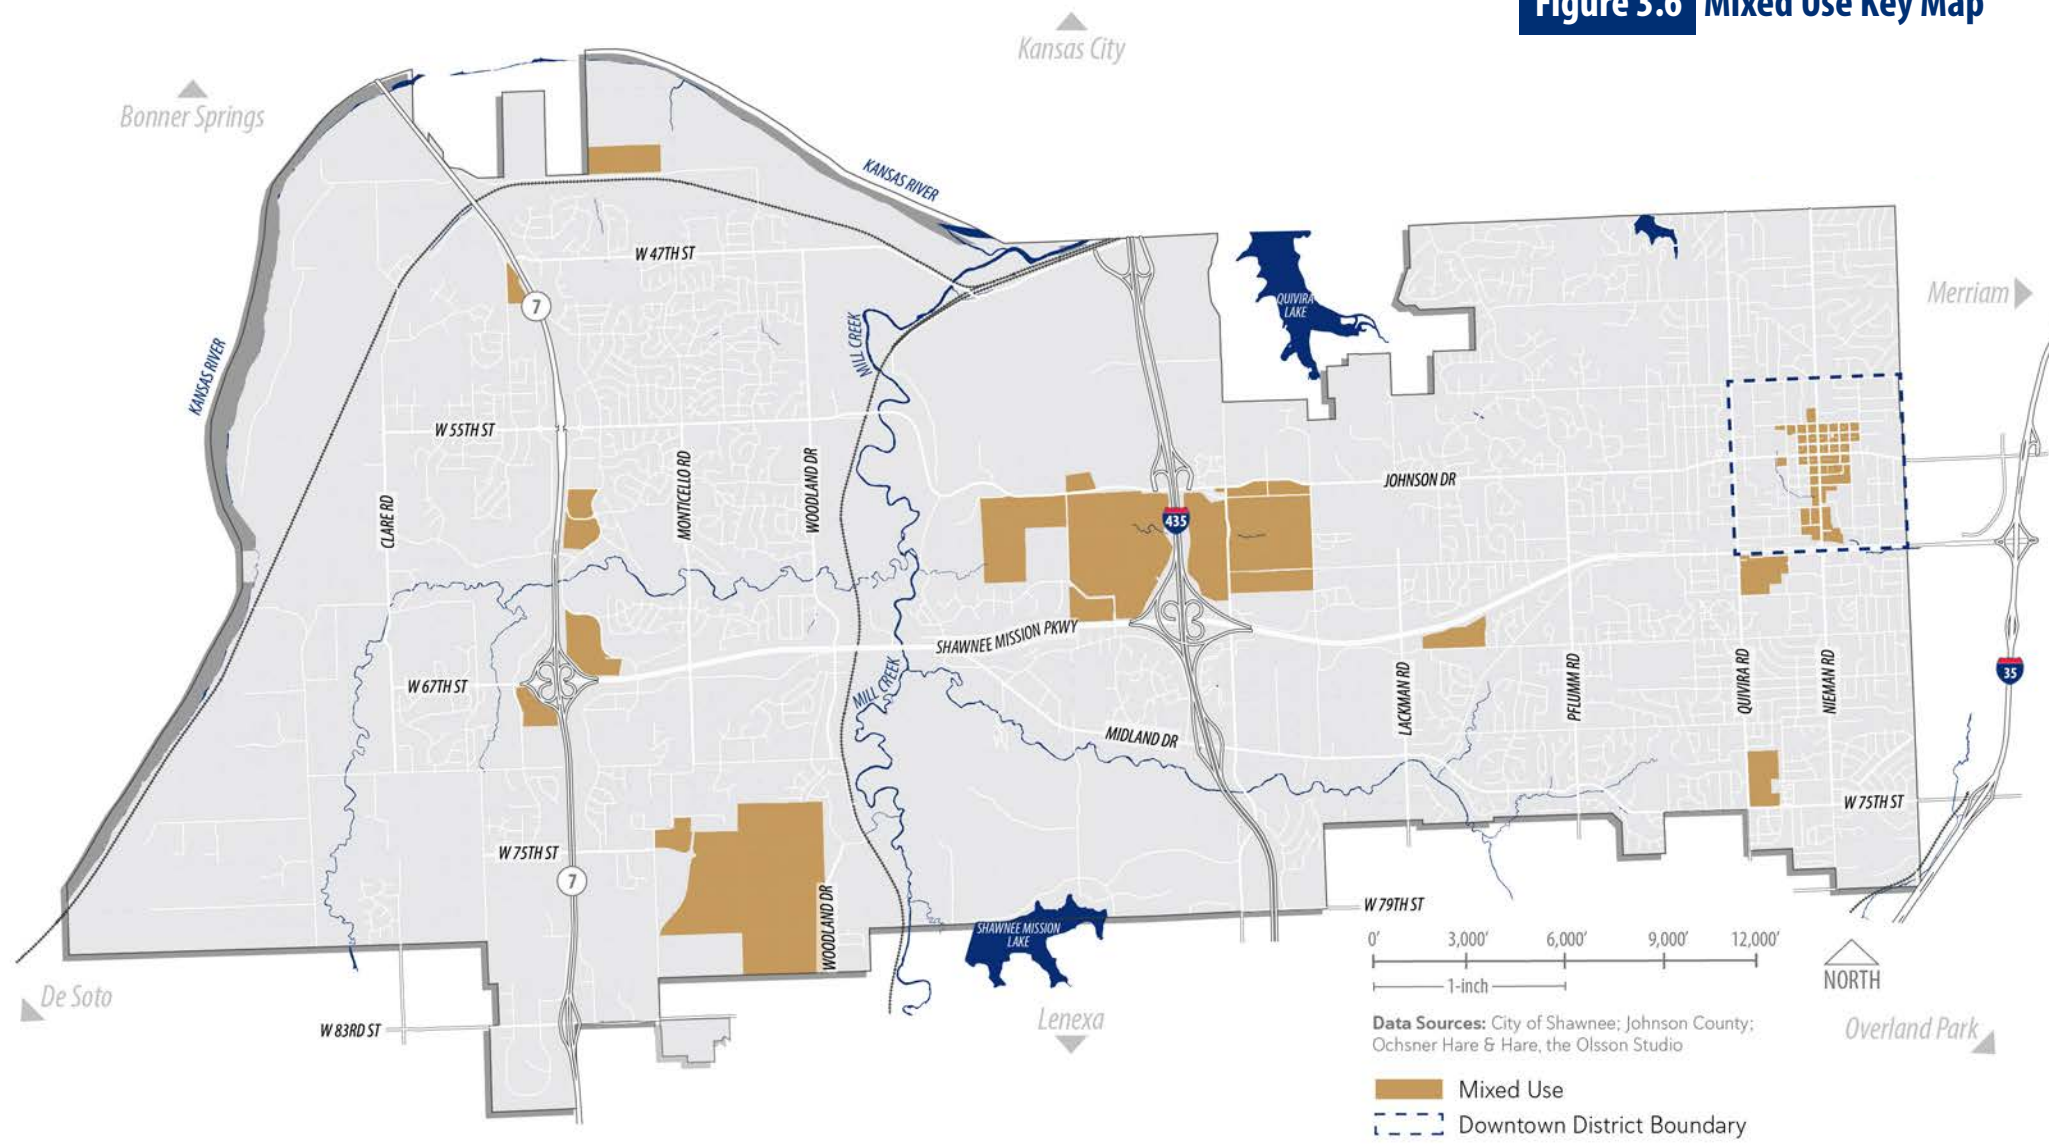 Figure 3.6 Mixed Use Key Map
Kansas City
Bonner Springs
KANSAS RIVER
W 47TH ST
Merriam
QUIVIRA
LAKE
7
MILL CREEK
KANSAS RIVER
W 55TH ST
MONTICELLO RD
WOODLAND DR
JOHNSON DR
CLARE RD
435
SHAWNEE MISSION PKWY
MILL CREEK
W 67TH ST
LACKMAN RD
PFLUMM RD
QUIVIRA RD
NIEMAN RD
35
MIDLAND DR
W 75TH ST
W 75TH ST
7
WOODLAND DR
W 79TH ST
SHAWNEE MISSION
LAKE
0' 3,000' 6,000' 9,000' 12,000'
1-inch
NORTH
De Soto
W 83RD ST
Lenexa
Overland Park
Data Sources: City of Shawnee; Johnson County;
Ochsner Hare & Hare, the Olsson Studio
Mixed Use
Downtown District Boundary